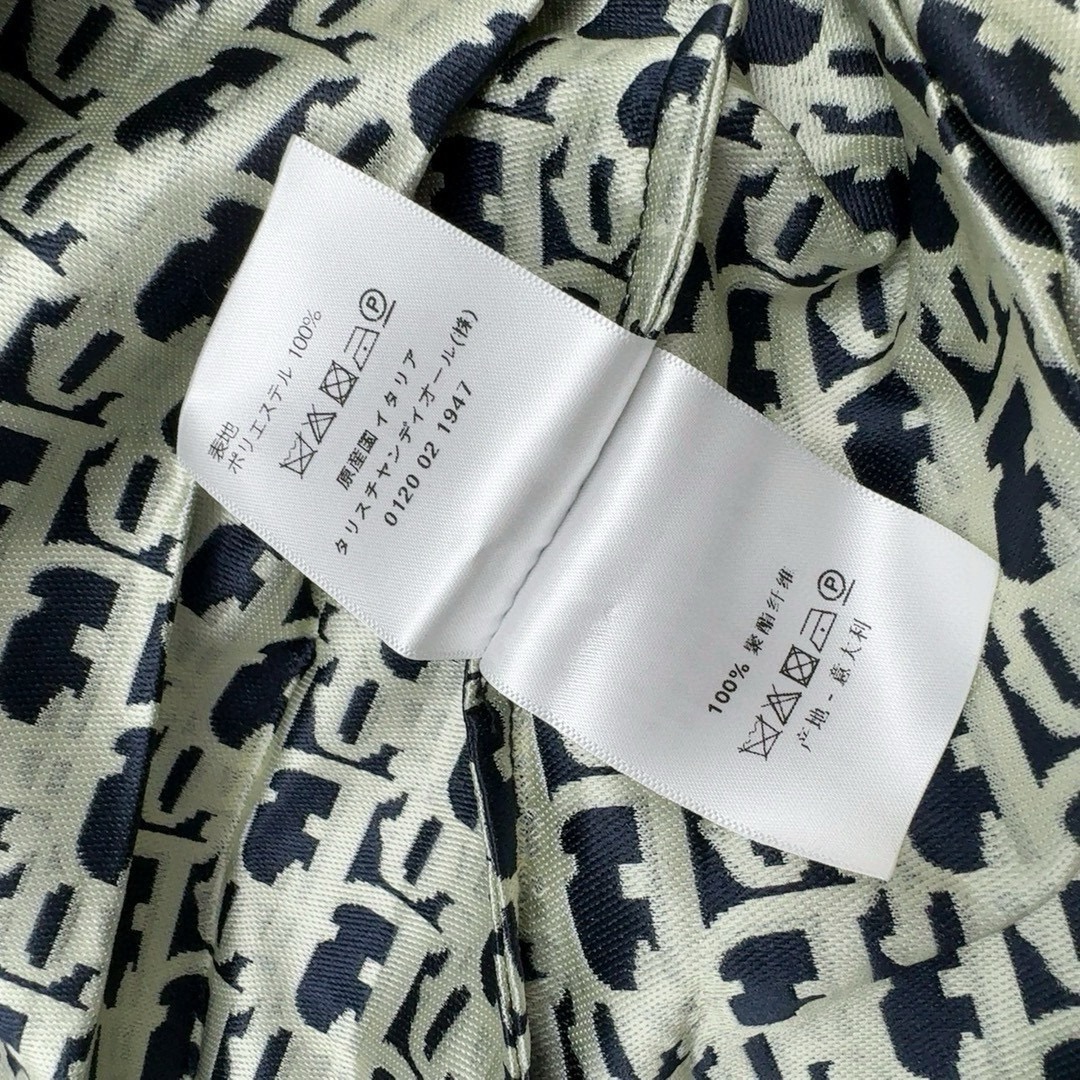 表地
ポリエステル 100%
P
原産国 イタリア
タリスチャンディオール(株)
0120 02 1947
100% 聚酯纤维
P
产地 - 意大利